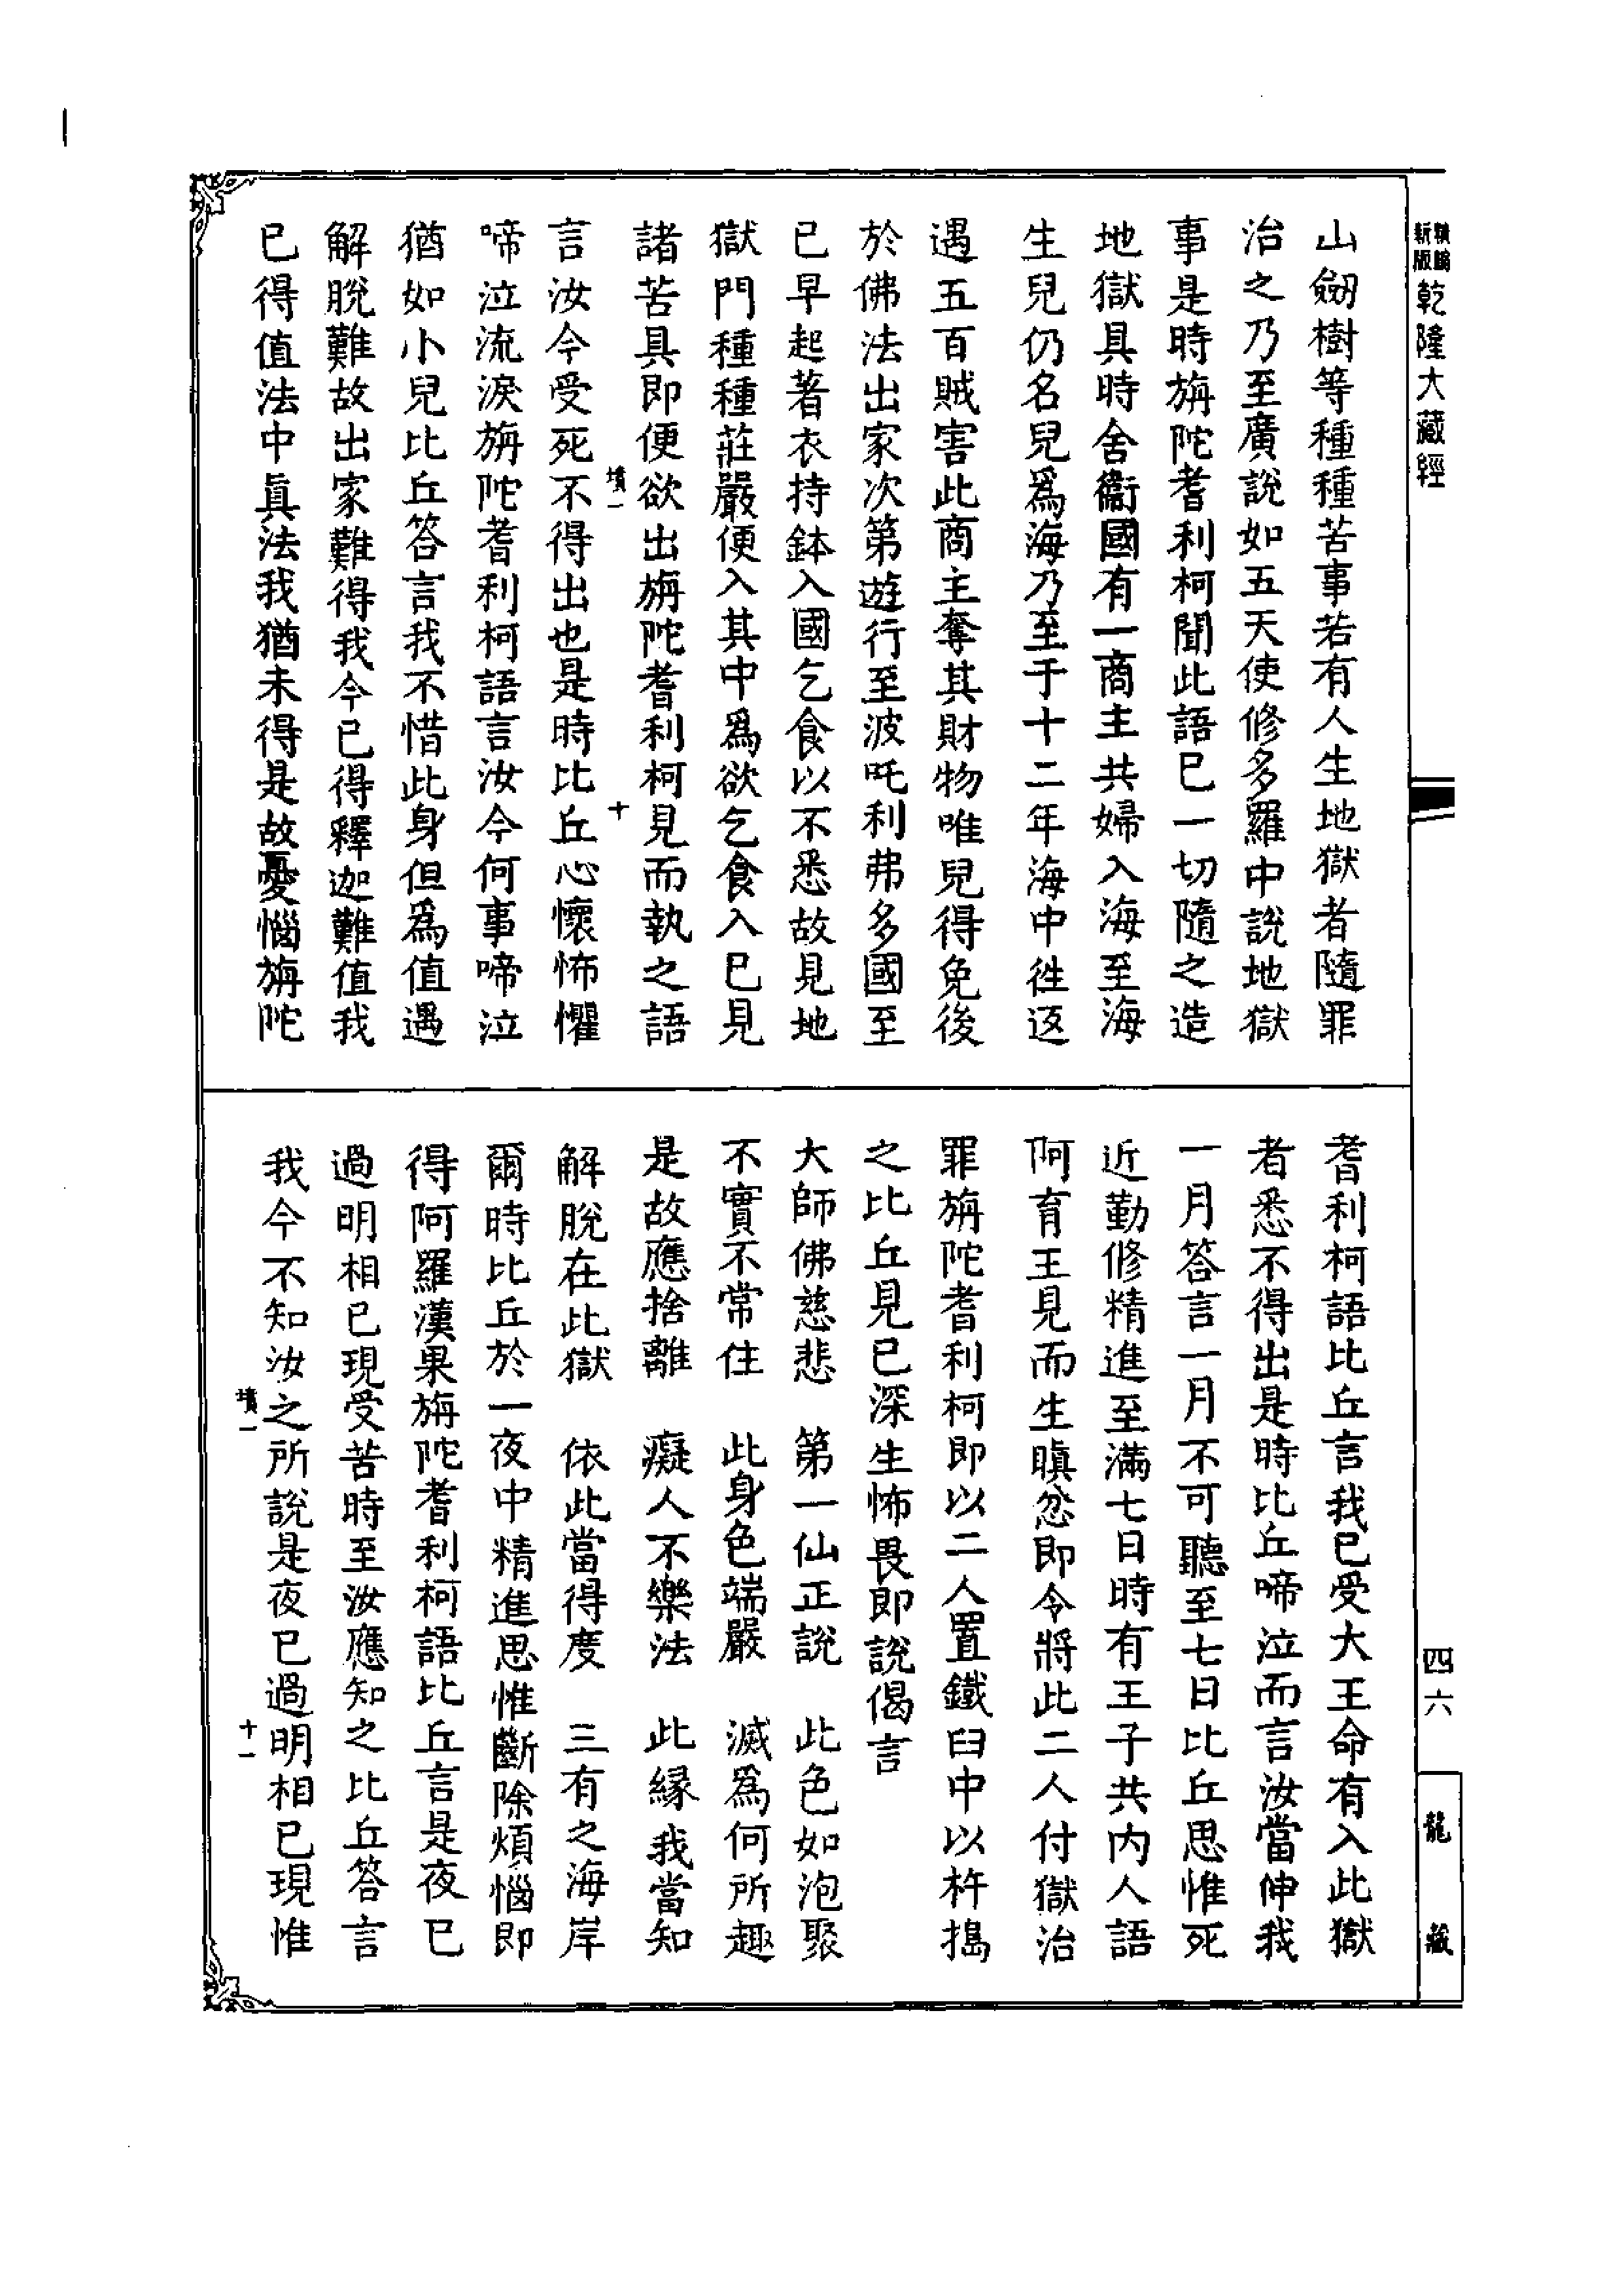 新版乾隆大藏經
山劒樹等種種苦事若有人生地獄者隨罪
治之乃至廣說如五天使修多羅中說地獄
事是時旃陀耆利柯聞此語已一切隨之造
地獄具時舍衞國有一商主共婦入海至海
生兒仍名兒爲海乃至于十二年海中徃返
遇五百賊害此商主奪其財物唯兒得免後
於佛法出家次第遊行至波吒利弗多國至
已早起著衣持鉢入國乞食以不悉故見地
獄門種種莊嚴便入其中爲欲乞食入已見
諸苦具即便欲出旃陀耆利柯見而執之語
墳一
十
言汝今受死不得出也是時比丘心懷怖懼
啼泣流淚旃陀耆利柯語言汝今何事啼泣
猶如小兒比丘答言我不惜此身但爲值遇
解脫難故出家難得我今已得釋迦難值我
已得值法中眞法我猶未得是故憂惱旃陀
耆利柯語比丘言我已受大王命有入此獄
者悉不得出是時比丘啼泣而言汝當伸我
一月答言一月不可聽至七日比丘思惟死
近勤修精進至滿七日時有王子共内人語
阿育王見而生瞋忿即令將此二人付獄治
罪旃陀耆利柯即以二人置鐵臼中以杵搗
之比丘見已深生怖畏即說偈言
大師佛慈悲　第一仙正說　此色如泡聚
不實不常住　此身色端嚴　滅爲何所趣
是故應捨離　癡人不樂法　此緣我當知
解脫在此獄　依此當得度　三有之海岸
爾時比丘於一夜中精進思惟斷除煩惱即
得阿羅漢果旃陀耆利柯語比丘言是夜已
過明相已現受苦時至汝應知之比丘答言
我今不知汝之所說是夜已過明相已現惟
墳一
十一
四六
龍藏